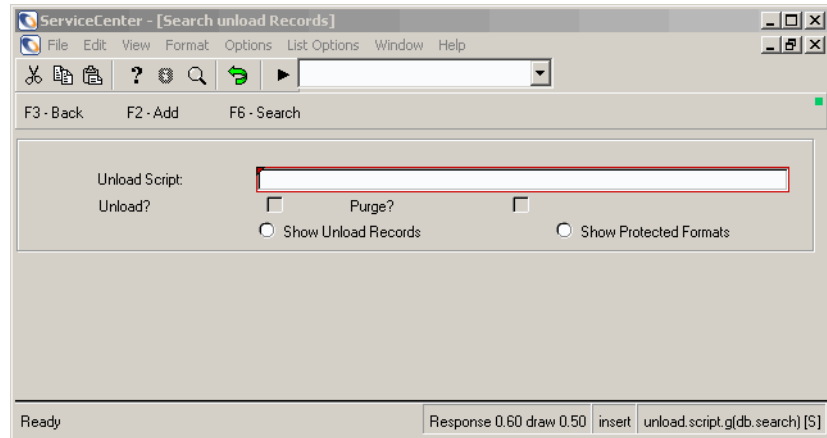 ServiceCenter - [Search unload Records]
File Edit View Format Options List Options Window Help
F3 - Back F2 - Add F6 - Search
Unload Script:
Unload? Purge?
Show Unload Records Show Protected Formats
Ready Response 0.60 draw 0.50 insert unload.script.g(db.search) [S]